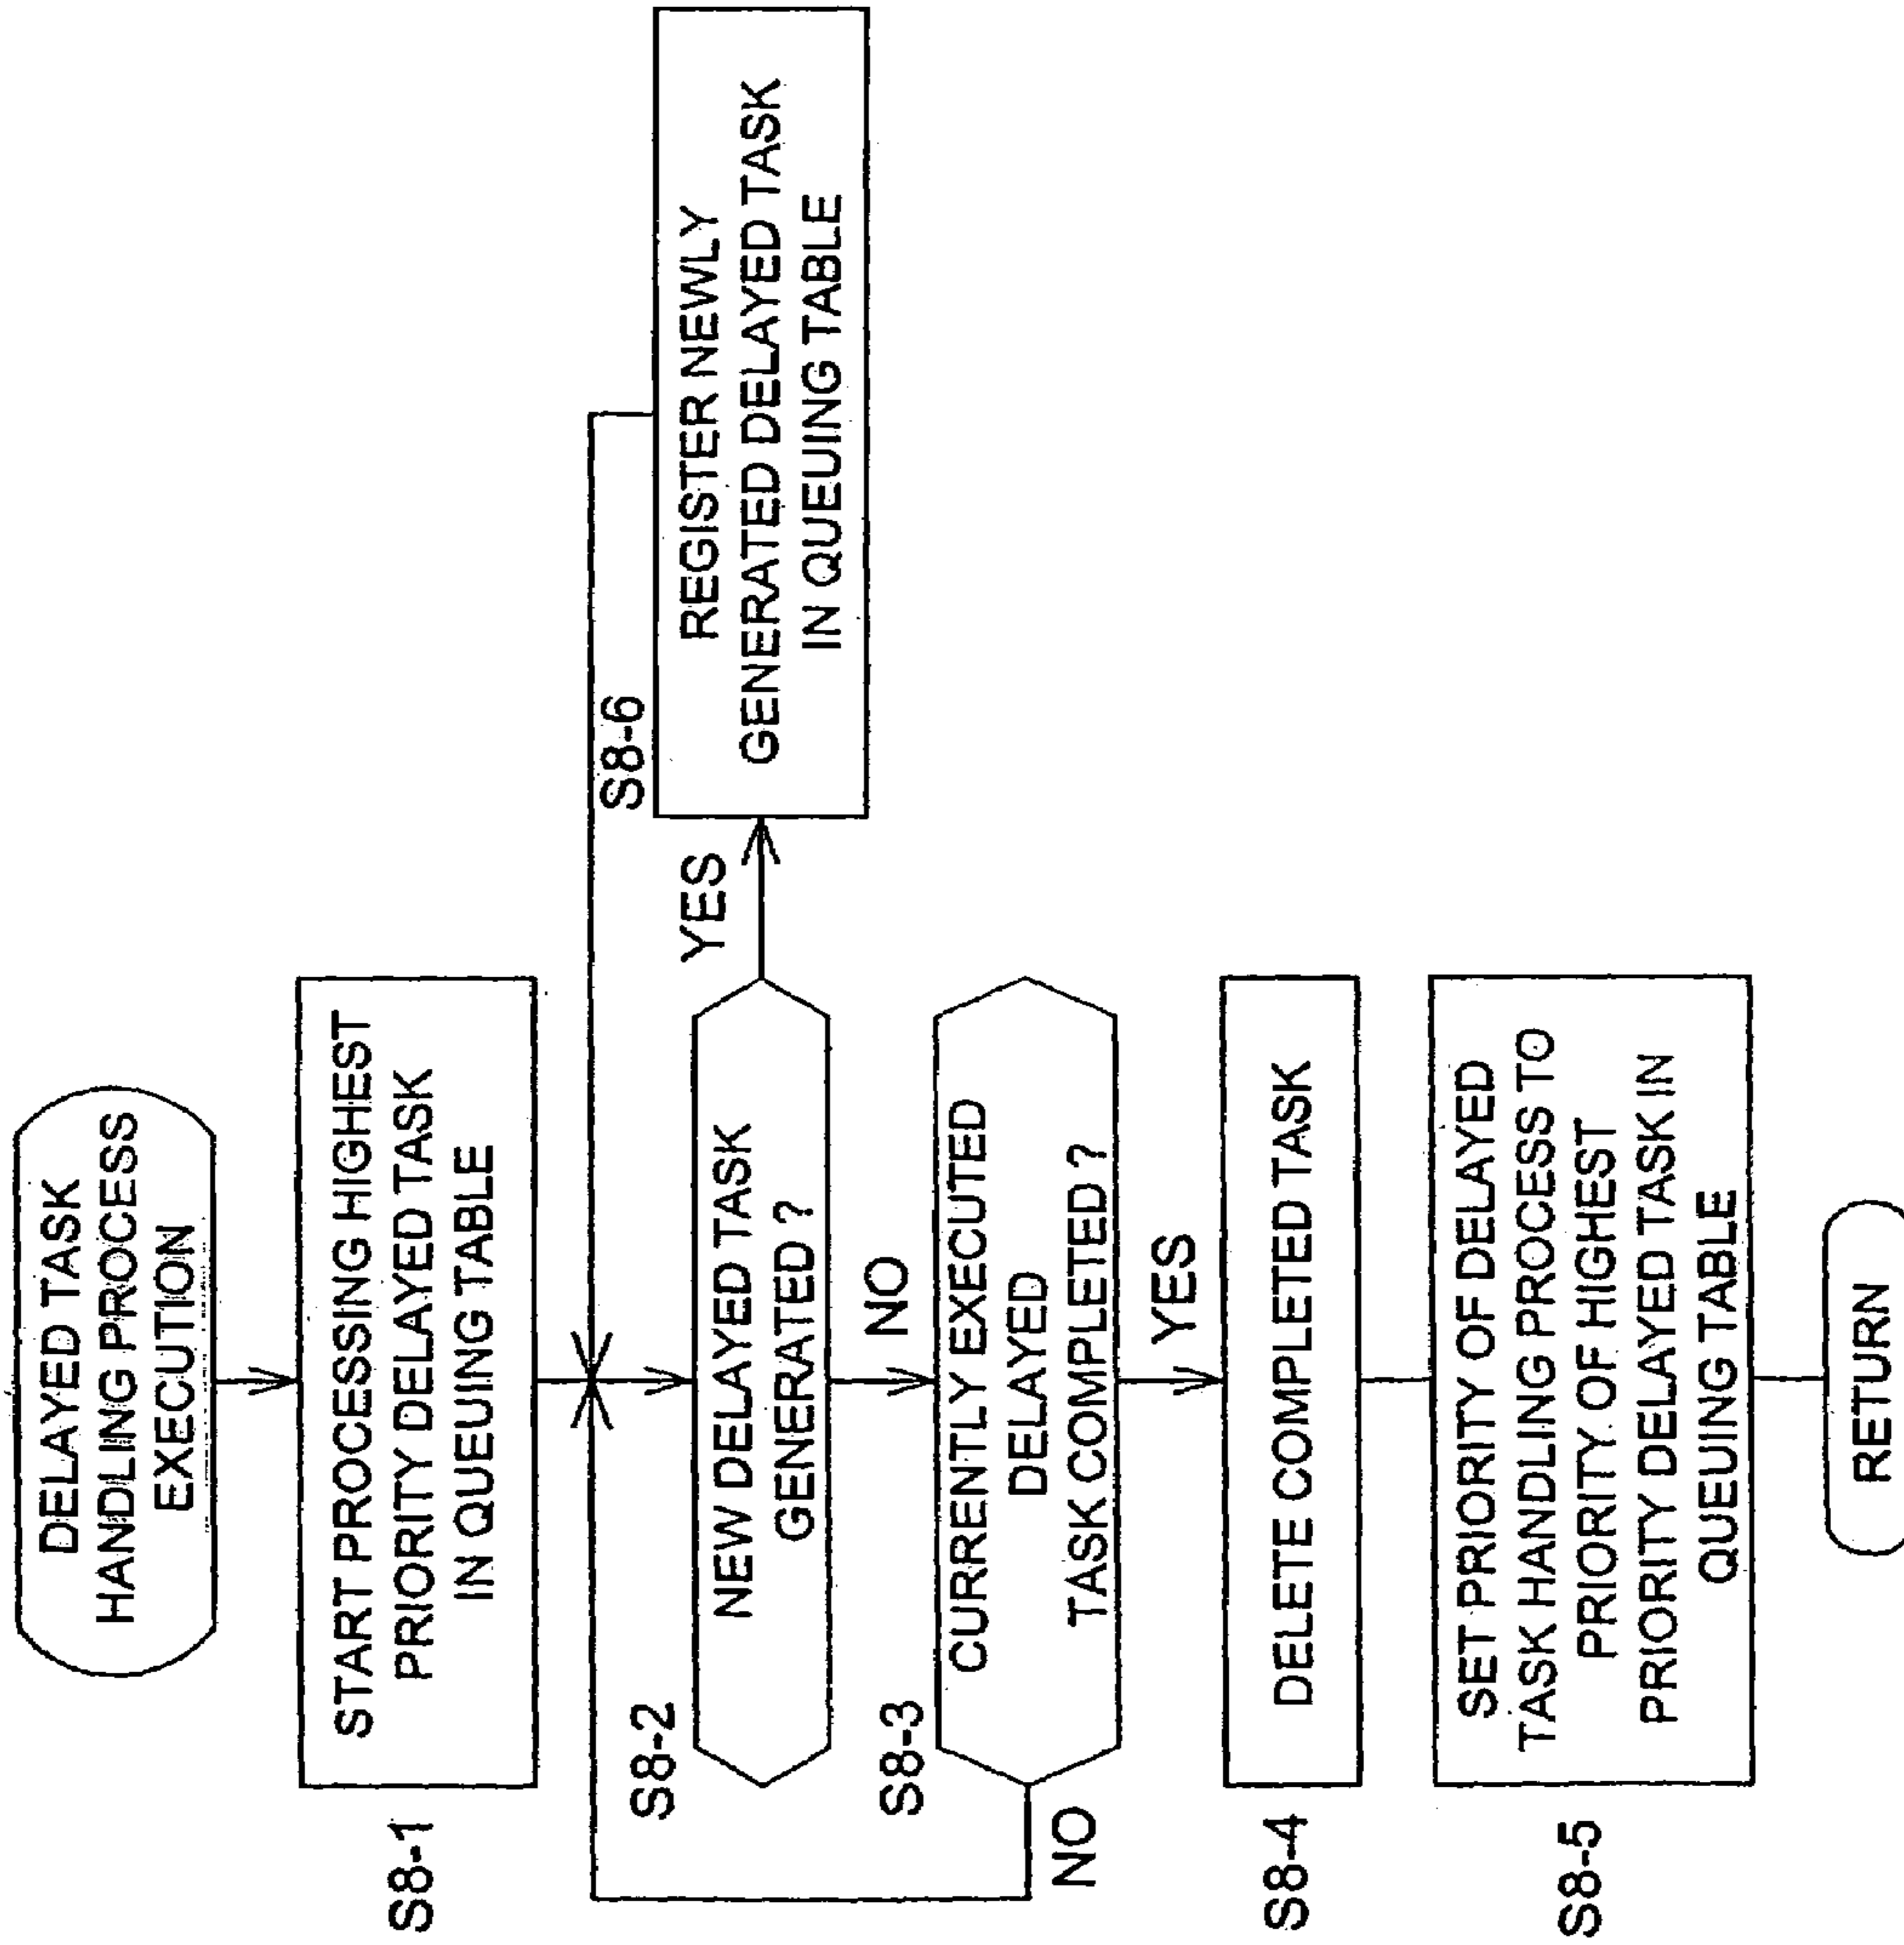 DELAYED TASK
HANDLING PROCESS
EXECUTION
S8-1
START PROCESSING HIGHEST
PRIORITY DELAYED TASK
IN QUEUING TABLE
S8-2
NEW DELAYED TASK
GENERATED ?
YES
S8-6
REGISTER NEWLY
GENERATED DELAYED TASK
IN QUEUING TABLE
NO
S8-3
CURRENTLY EXECUTED
DELAYED
TASK COMPLETED ?
NO
YES
S8-4
DELETE COMPLETED TASK
S8-5
SET PRIORITY OF DELAYED
TASK HANDLING PROCESS TO
PRIORITY OF HIGHEST
PRIORITY DELAYED TASK IN
QUEUING TABLE
RETURN